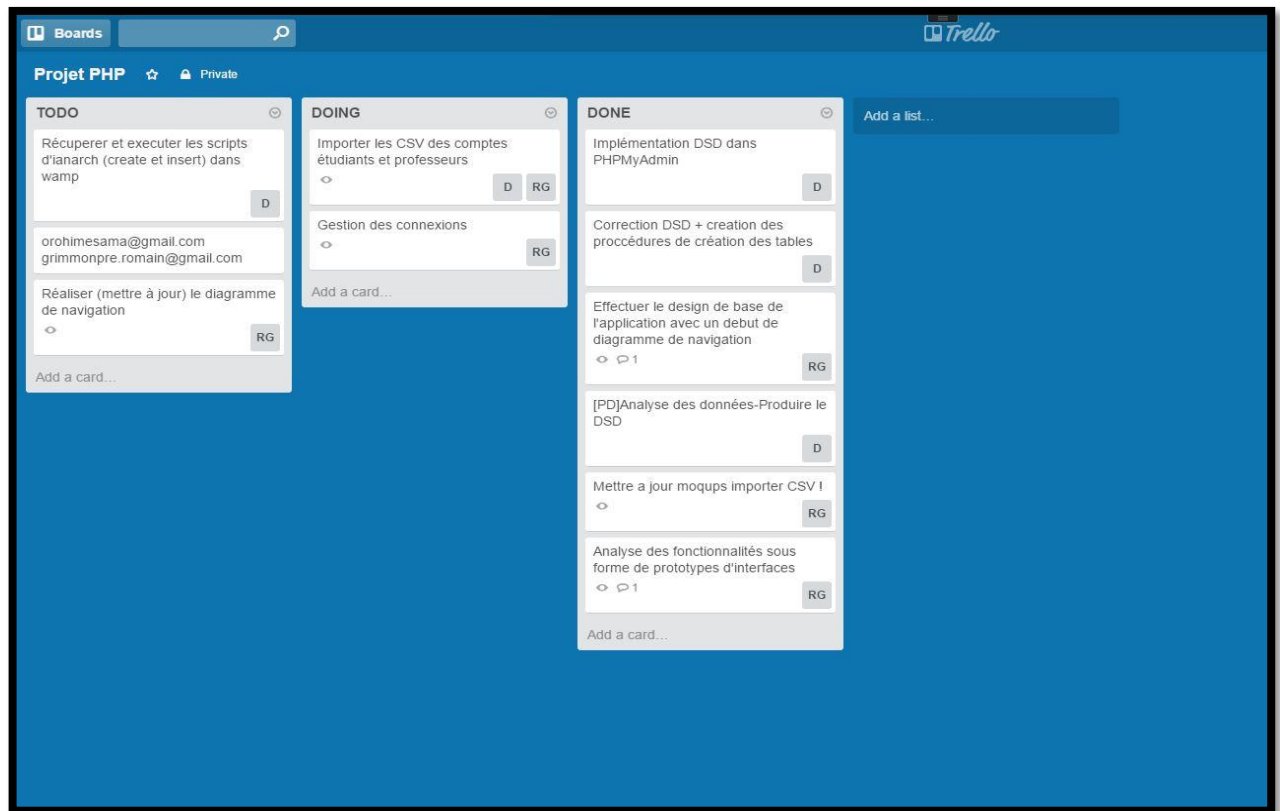 Boards
Trello
Projet PHP
Private
TODO
Récuperer et executer les scripts
d'ianarch (create et insert) dans
wamp
D
orohimesama@gmail.com
grimmonpre.romain@gmail.com
Réaliser (mettre à jour) le diagramme
de navigation
RG
Add a card...
DOING
Importer les CSV des comptes
étudiants et professeurs
D RG
Gestion des connexions
RG
Add a card...
DONE
Implémentation DSD dans
PHPMyAdmin
D
Correction DSD + creation des
proccédures de création des tables
D
Effectuer le design de base de
l'application avec un debut de
diagramme de navigation
1
RG
[PD]Analyse des données-Produire le
DSD
D
Mettre a jour moqups importer CSV !
RG
Analyse des fonctionnalités sous
forme de prototypes d'interfaces
1
RG
Add a card...
Add a list...